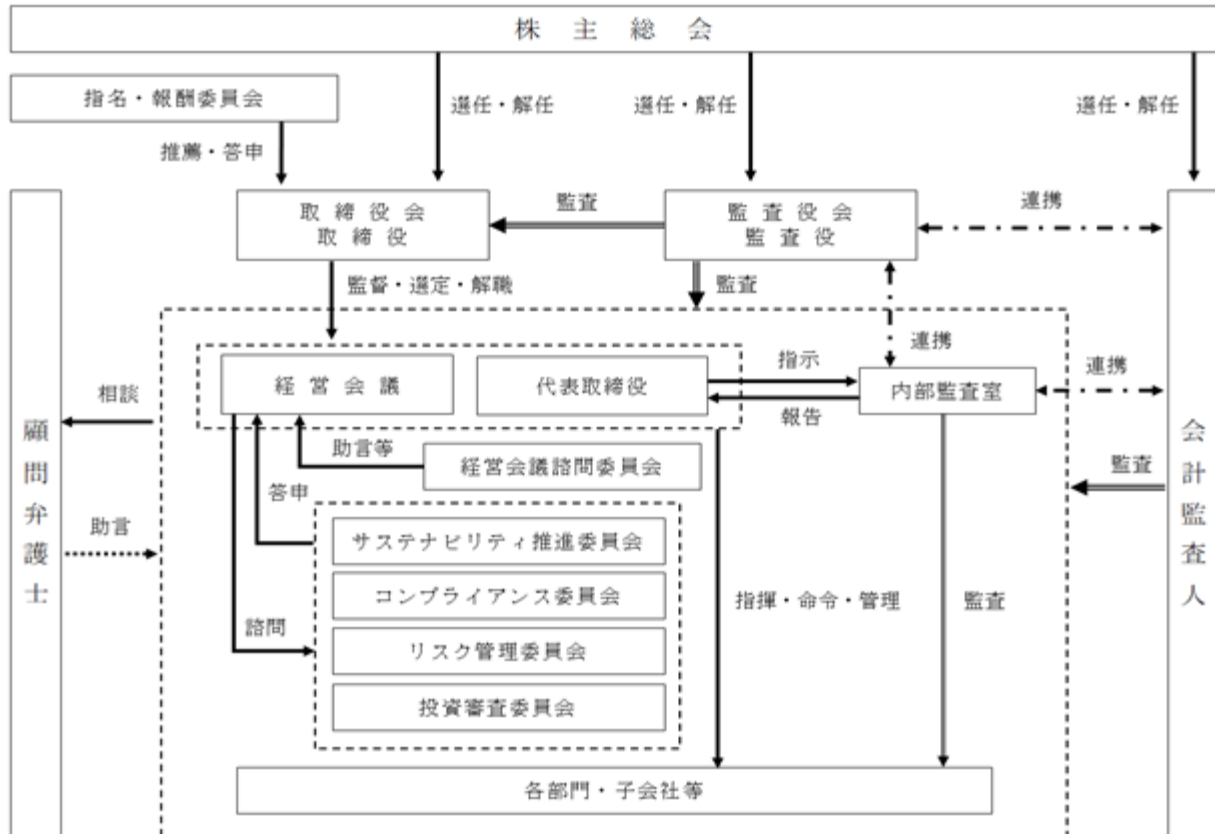 株主総会
指名・報酬委員会
選任・解任
選任・解任
選任・解任
推薦・答申
取締役会
取締役
監査
監査役会
監査役
連携
監督・選定・解職
監査
連携
経営会議
代表取締役
指示
報告
内部監査室
連携
相談
助言等
経営会議諮問委員会
監査
答申
顧問弁護士
会計監査人
助言
サステナビリティ推進委員会
コンプライアンス委員会
指揮・命令・管理
監査
諮問
リスク管理委員会
投資審査委員会
各部門・子会社等